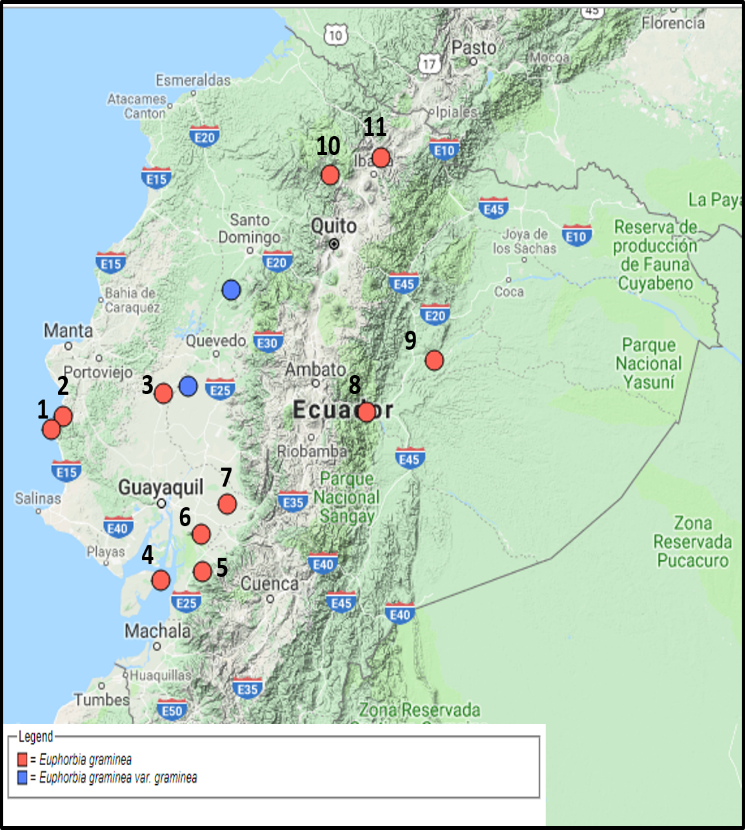 45
Florencia
10
Pasto
17
Mocoa
Esmeraldas
Atacames
Canton
Ipiales
11
E20
E10
10
E15
La Paya
E45
Santo
Domingo
Quito
Reserva de
producción
de Fauna
Cuyabeno
E10
Joya de
los Sachas
E15
E20
E45
Coca
Bahia de
Caraquéz
E20
Manta
Quevedo
E30
9
Parque
Nacional
Yasuní
Portoviejo
Ambato
3
E25
8
2
1
Ecuador
Riobamba
E15
E45
7
Parque
Nacional
Sangay
Guayaquil
Salinas
E35
6
E40
Zona
Reservada
Pucacuro
Playas
4
5
E40
Cuenca
E25
E45
E40
Machala
Huaquillas
E35
Tumbes
E50
Zona Reservada
Legend
= Euphorbia graminea
= Euphorbia graminea var. graminea